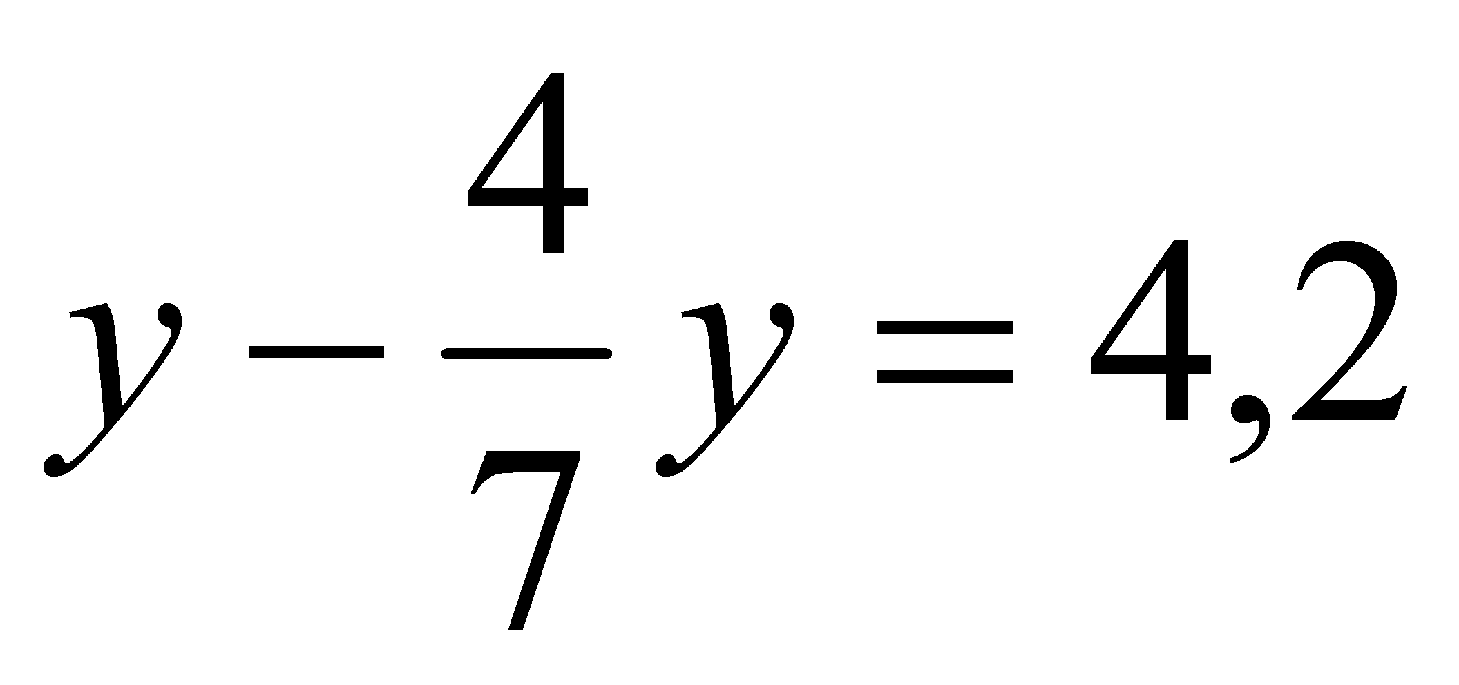 y − 4/7 y = 4,2